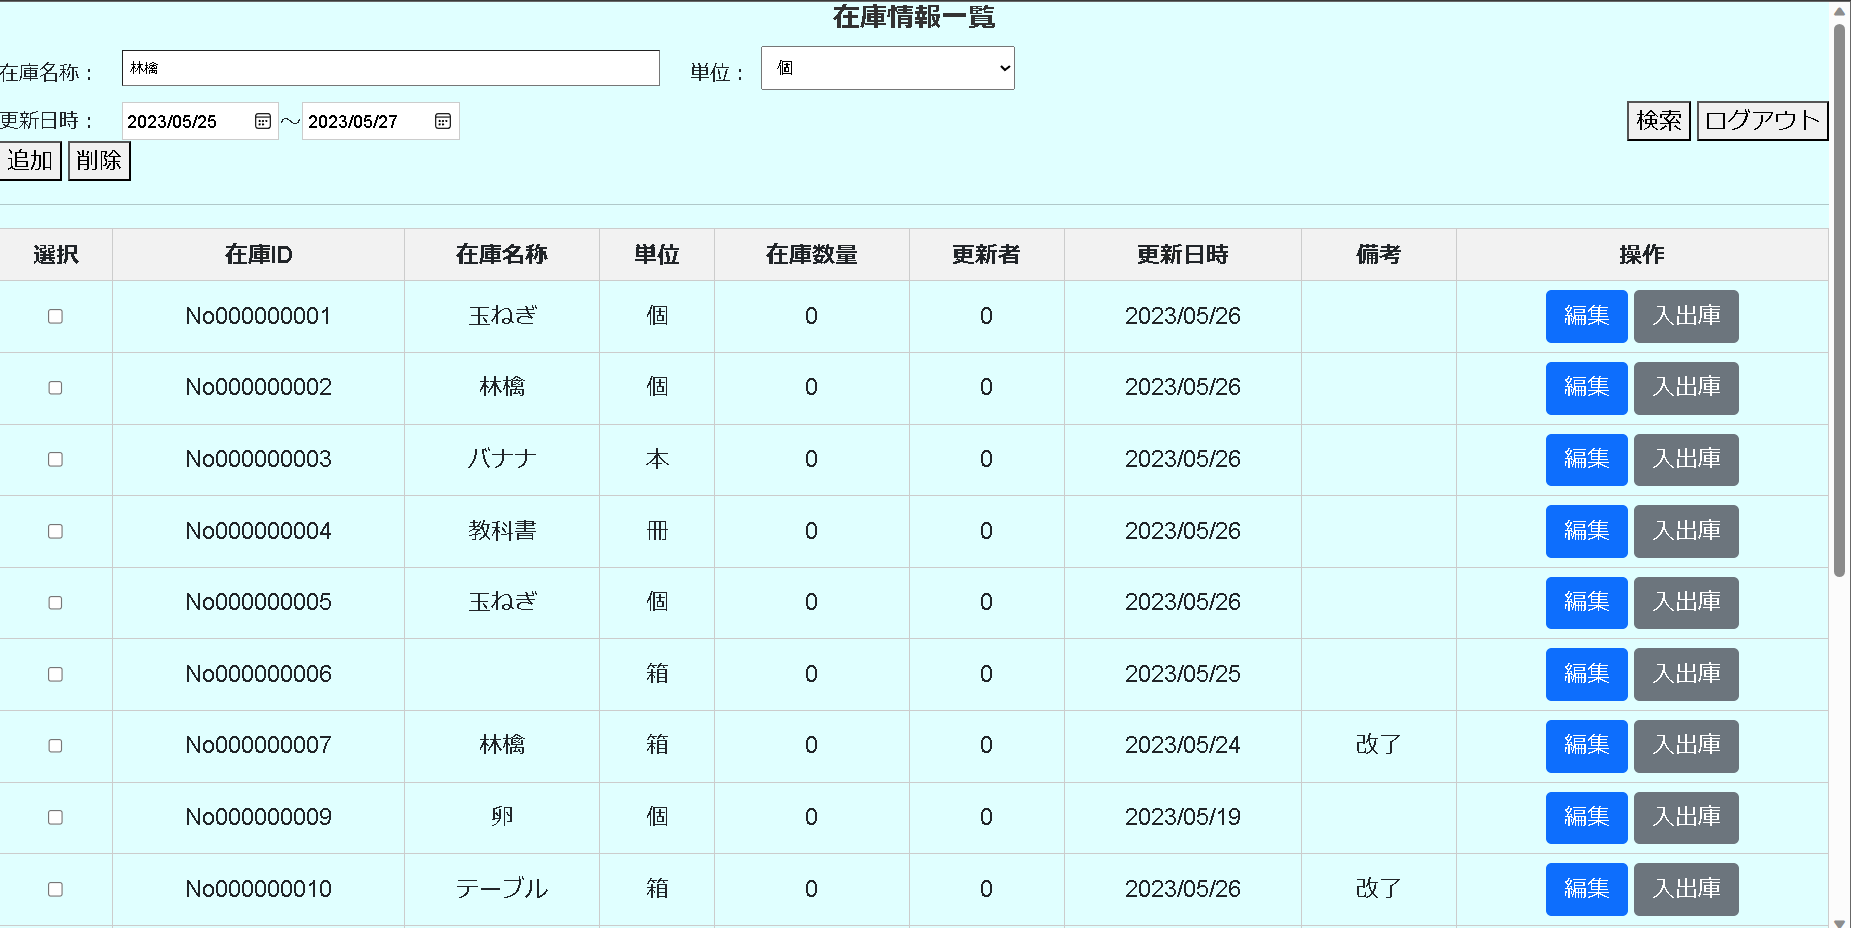 在庫情報一覧
在庫名称： 林檎 単位： 個
更新日時： 2023/05/25 ～ 2023/05/27 検索 ログアウト
追加 削除
選択 在庫ID 在庫名称 単位 在庫数量 更新者 更新日時 備考 操作
No000000001 玉ねぎ 個 0 0 2023/05/26 編集 入出庫
No000000002 林檎 個 0 0 2023/05/26 編集 入出庫
No000000003 バナナ 本 0 0 2023/05/26 編集 入出庫
No000000004 教科書 冊 0 0 2023/05/26 編集 入出庫
No000000005 玉ねぎ 個 0 0 2023/05/26 編集 入出庫
No000000006 箱 0 0 2023/05/25 編集 入出庫
No000000007 林檎 箱 0 0 2023/05/24 改了 編集 入出庫
No000000009 卵 個 0 0 2023/05/19 編集 入出庫
No000000010 テーブル 箱 0 0 2023/05/26 改了 編集 入出庫